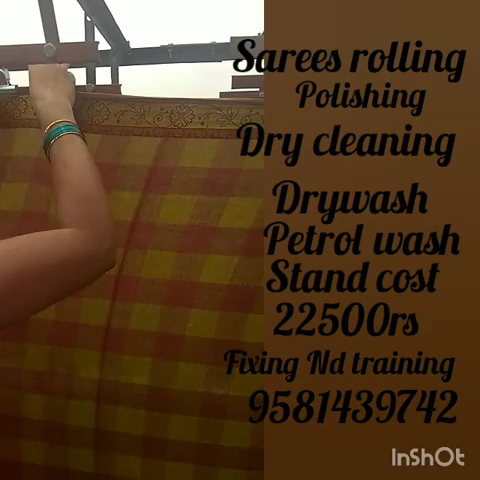 Sarees rolling
Polishing
Dry cleaning
Drywash
Petrol wash
Stand cost
22500rs
Fixing Nd training
9581439742
InShOt